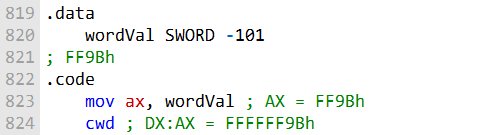 819 .data
820     wordVal SWORD -101
821 ; FF9Bh
822 .code
823     mov ax, wordVal ; AX = FF9Bh
824     cwd ; DX:AX = FFFFFF9Bh